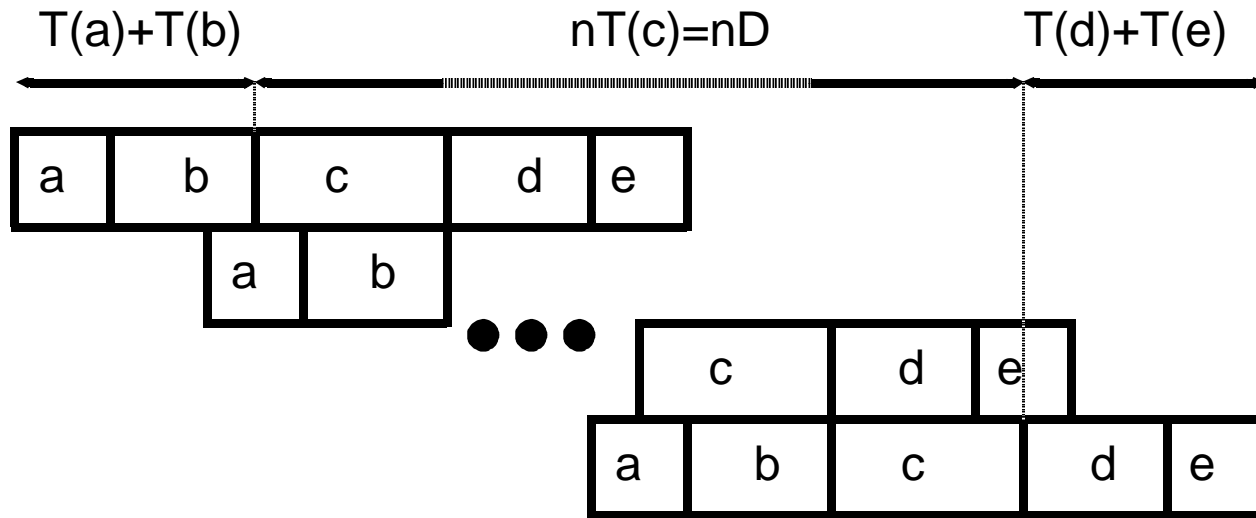 T(a)+T(b) nT(c)=nD T(d)+T(e)
a b c d e
a b
c d e
a b c d e